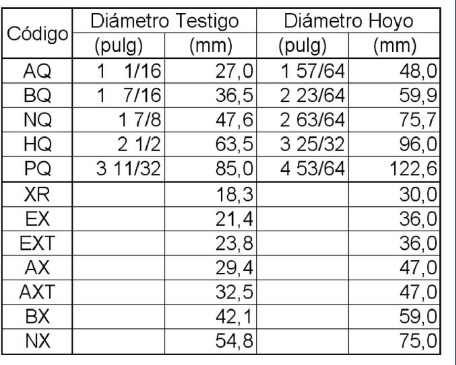 Código Diámetro Testigo Diámetro Hoyo
(pulg) (mm) (pulg) (mm)
AQ 1 1/16 27,0 1 57/64 48,0
BQ 1 7/16 36,5 2 23/64 59,9
NQ 1 7/8 47,6 2 63/64 75,7
HQ 2 1/2 63,5 3 25/32 96,0
PQ 3 11/32 85,0 4 53/64 122,6
XR 18,3 30,0
EX 21,4 36,0
EXT 23,8 36,0
AX 29,4 47,0
AXT 32,5 47,0
BX 42,1 59,0
NX 54,8 75,0